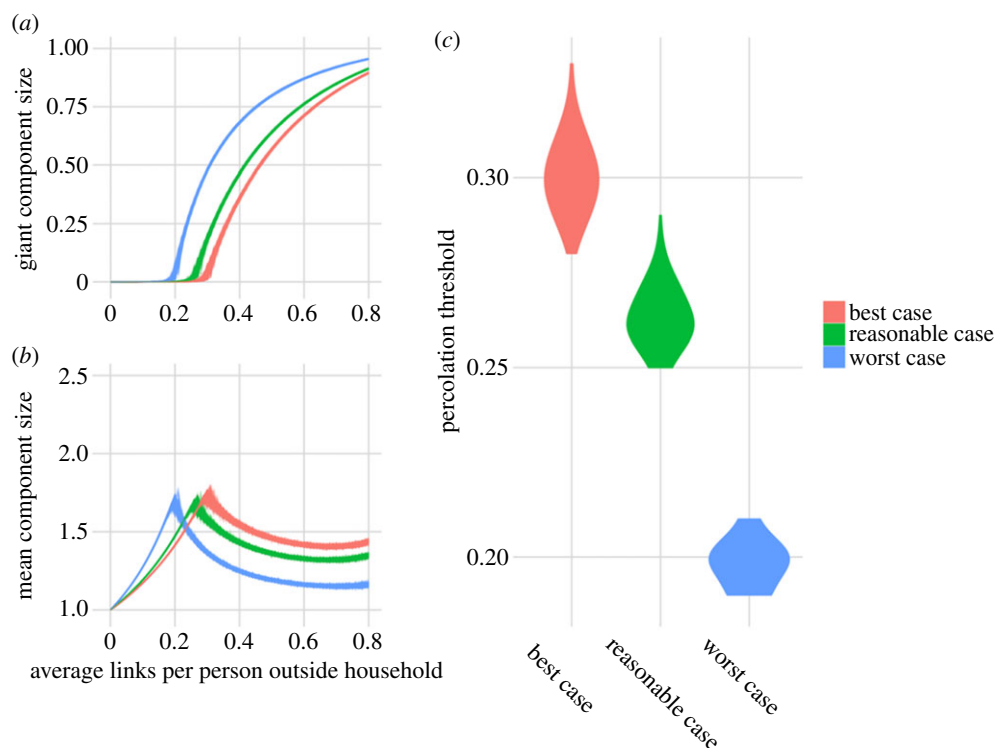 (a)
1.00
0.75
0.50
0.25
0
giant component size
0 0.2 0.4 0.6 0.8
(b)
2.5
2.0
1.5
1.0
mean component size
0 0.2 0.4 0.6 0.8
average links per person outside household
(c)
0.30
0.25
0.20
percolation threshold
best case
reasonable case
worst case
best case
reasonable case
worst case